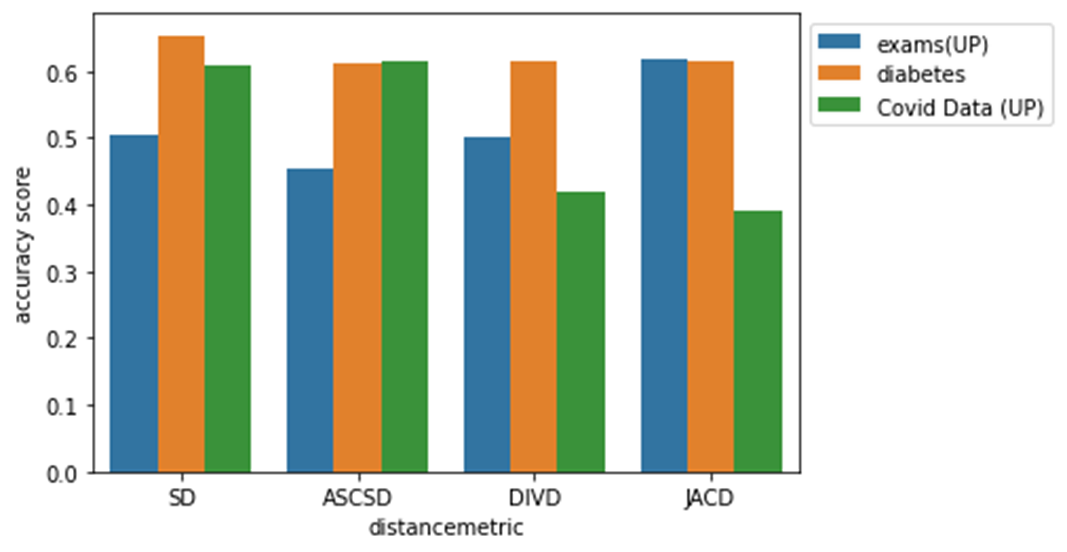 exams(UP)
diabetes
Covid Data (UP)
accuracy score
0.6
0.5
0.4
0.3
0.2
0.1
0.0
SD ASCSD DIVD JACD
distancemetric